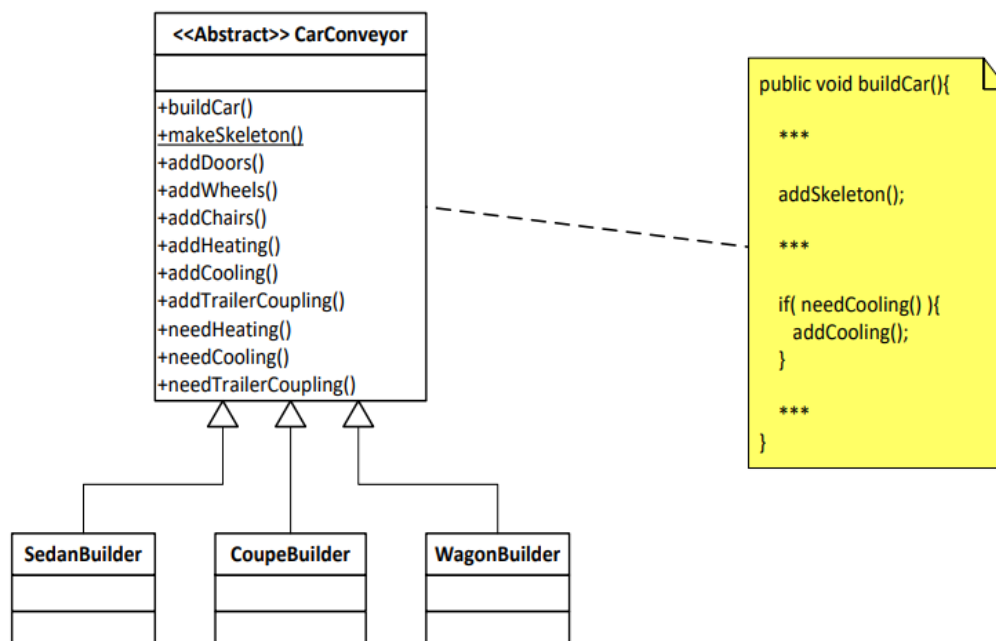 <<Abstract>> CarConveyor
+buildCar()
+makeSkeleton()
+addDoors()
+addWheels()
+addChairs()
+addHeating()
+addCooling()
+addTrailerCoupling()
+needHeating()
+needCooling()
+needTrailerCoupling()
public void buildCar(){
***
addSkeleton();
***
if( needCooling() ){
addCooling();
}
***
}
SedanBuilder
CoupeBuilder
WagonBuilder